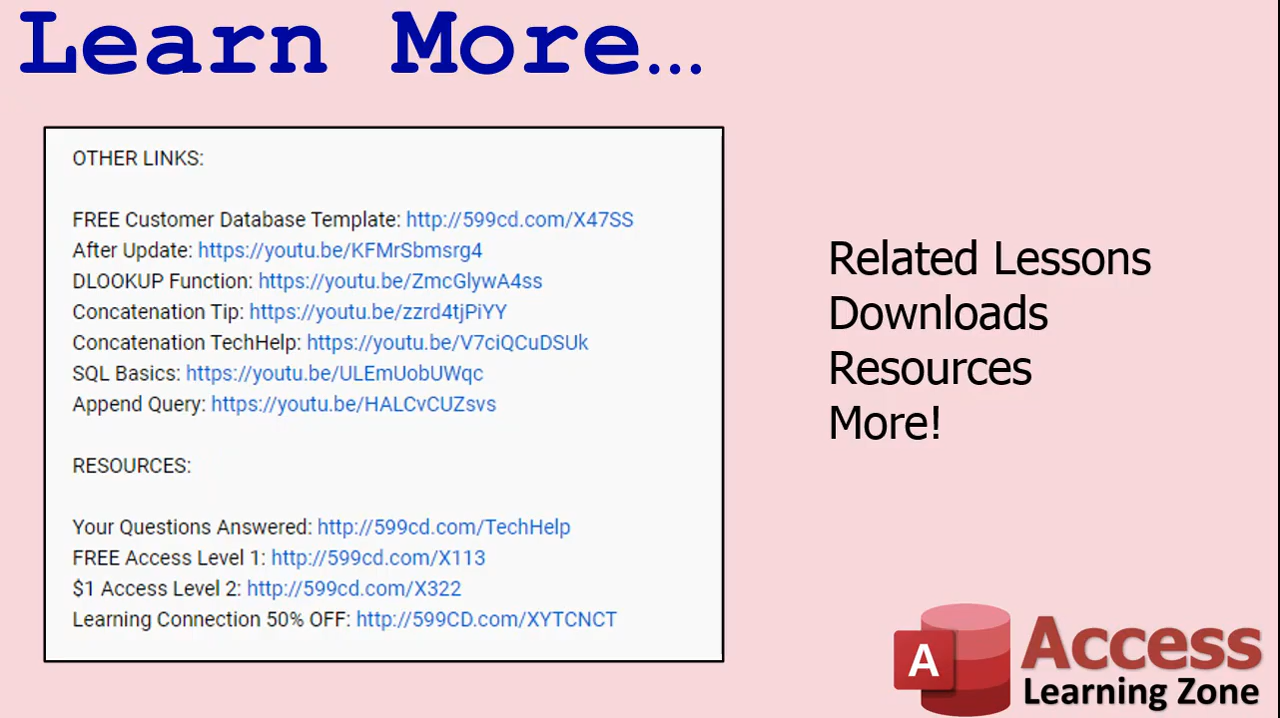 Learn More...
OTHER LINKS:
FREE Customer Database Template: http://599cd.com/X47SS
After Update: https://youtu.be/KFMrSbmsrg4
DLOOKUP Function: https://youtu.be/ZmcGlywA4ss
Concatenation Tip: https://youtu.be/zzrd4tjPiYY
Concatenation TechHelp: https://youtu.be/V7ciQCuDSUk
SQL Basics: https://youtu.be/ULEmUobUWqc
Append Query: https://youtu.be/HALCvCUZsvs
RESOURCES:
Your Questions Answered: http://599cd.com/TechHelp
FREE Access Level 1: http://599cd.com/X113
$1 Access Level 2: http://599cd.com/X322
Learning Connection 50% OFF: http://599CD.com/XYTCNCT
Related Lessons
Downloads
Resources
More!
A
Access
Learning Zone